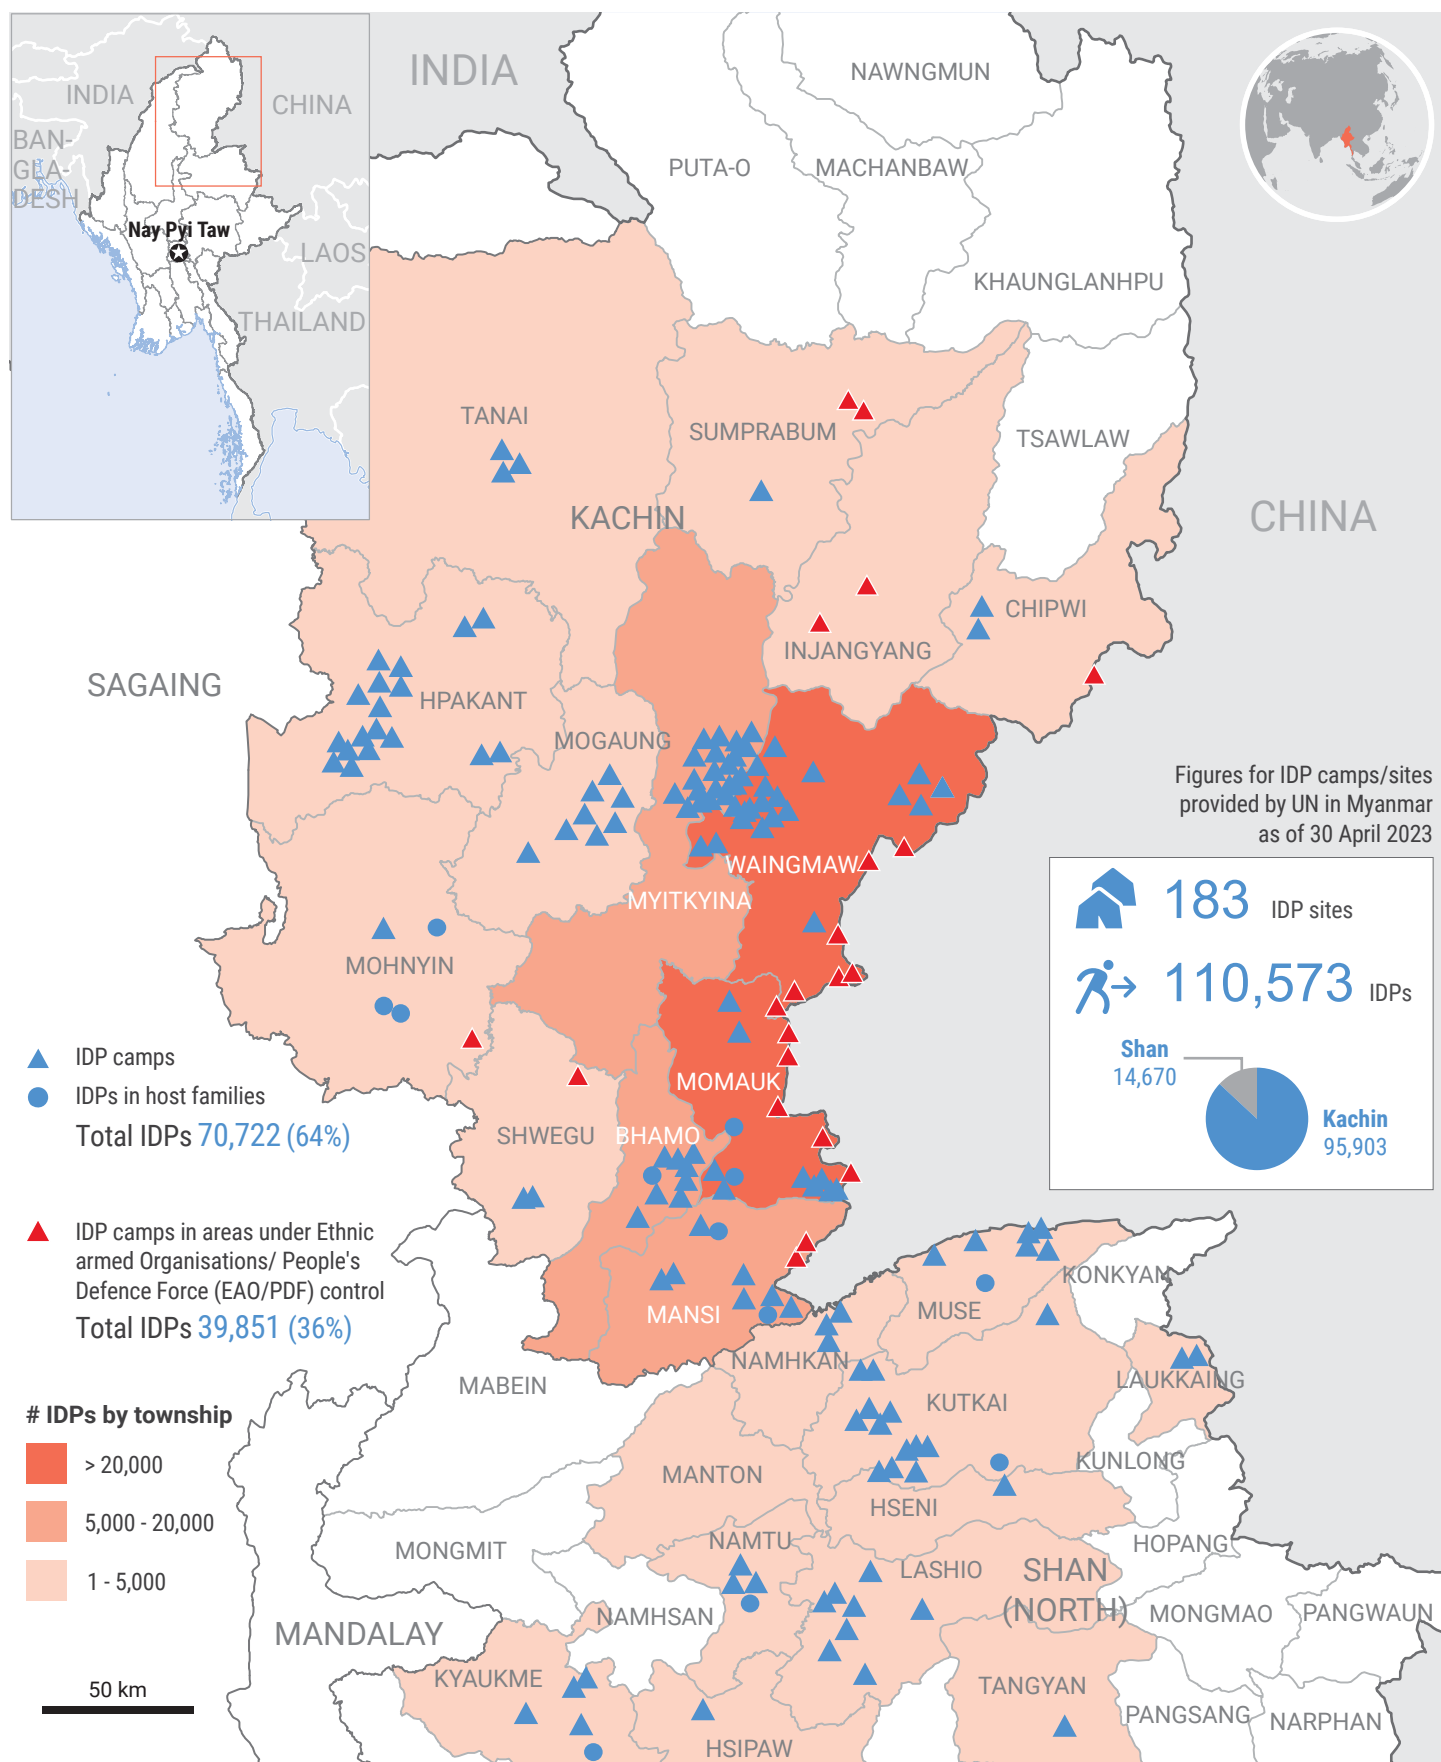 INDIA
CHINA
BAN-
GLA-
DESH
Nay Pyi Taw
LAOS
THAILAND
INDIA
NAWNGMUN
PUTA-O
MACHANBAW
KHAUNGLANHPU
TANAI
SUMPRABUM
TSAWLAW
KACHIN
CHINA
CHIPWI
INJANGYANG
SAGAING
HPAKANT
MOGAUNG
WAINGMAW
MYITKYINA
MOHNYIN
MOMAUK
SHWEGU
BHAMO
MANSI
Figures for IDP camps/sites
provided by UN in Myanmar
as of 30 April 2023
183 IDP sites
110,573 IDPs
Shan
14,670
Kachin
95,903
IDP camps
IDPs in host families
Total IDPs 70,722 (64%)
IDP camps in areas under Ethnic
armed Organisations/ People's
Defence Force (EAO/PDF) control
Total IDPs 39,851 (36%)
# IDPs by township
> 20,000
5,000 - 20,000
1 - 5,000
50 km
KONKYAN
MUSE
NAMHKAN
LAUKKAING
MABEIN
KUTKAI
KUNLONG
MANTON
HSENI
HOPANG
MONGMIT
NAMTU
LASHIO
SHAN
(NORTH)
NAMHSAN
MONGMAO
PANGWAUN
MANDALAY
KYAUKME
TANGYAN
PANGSANG
NARPHAN
HSIPAW